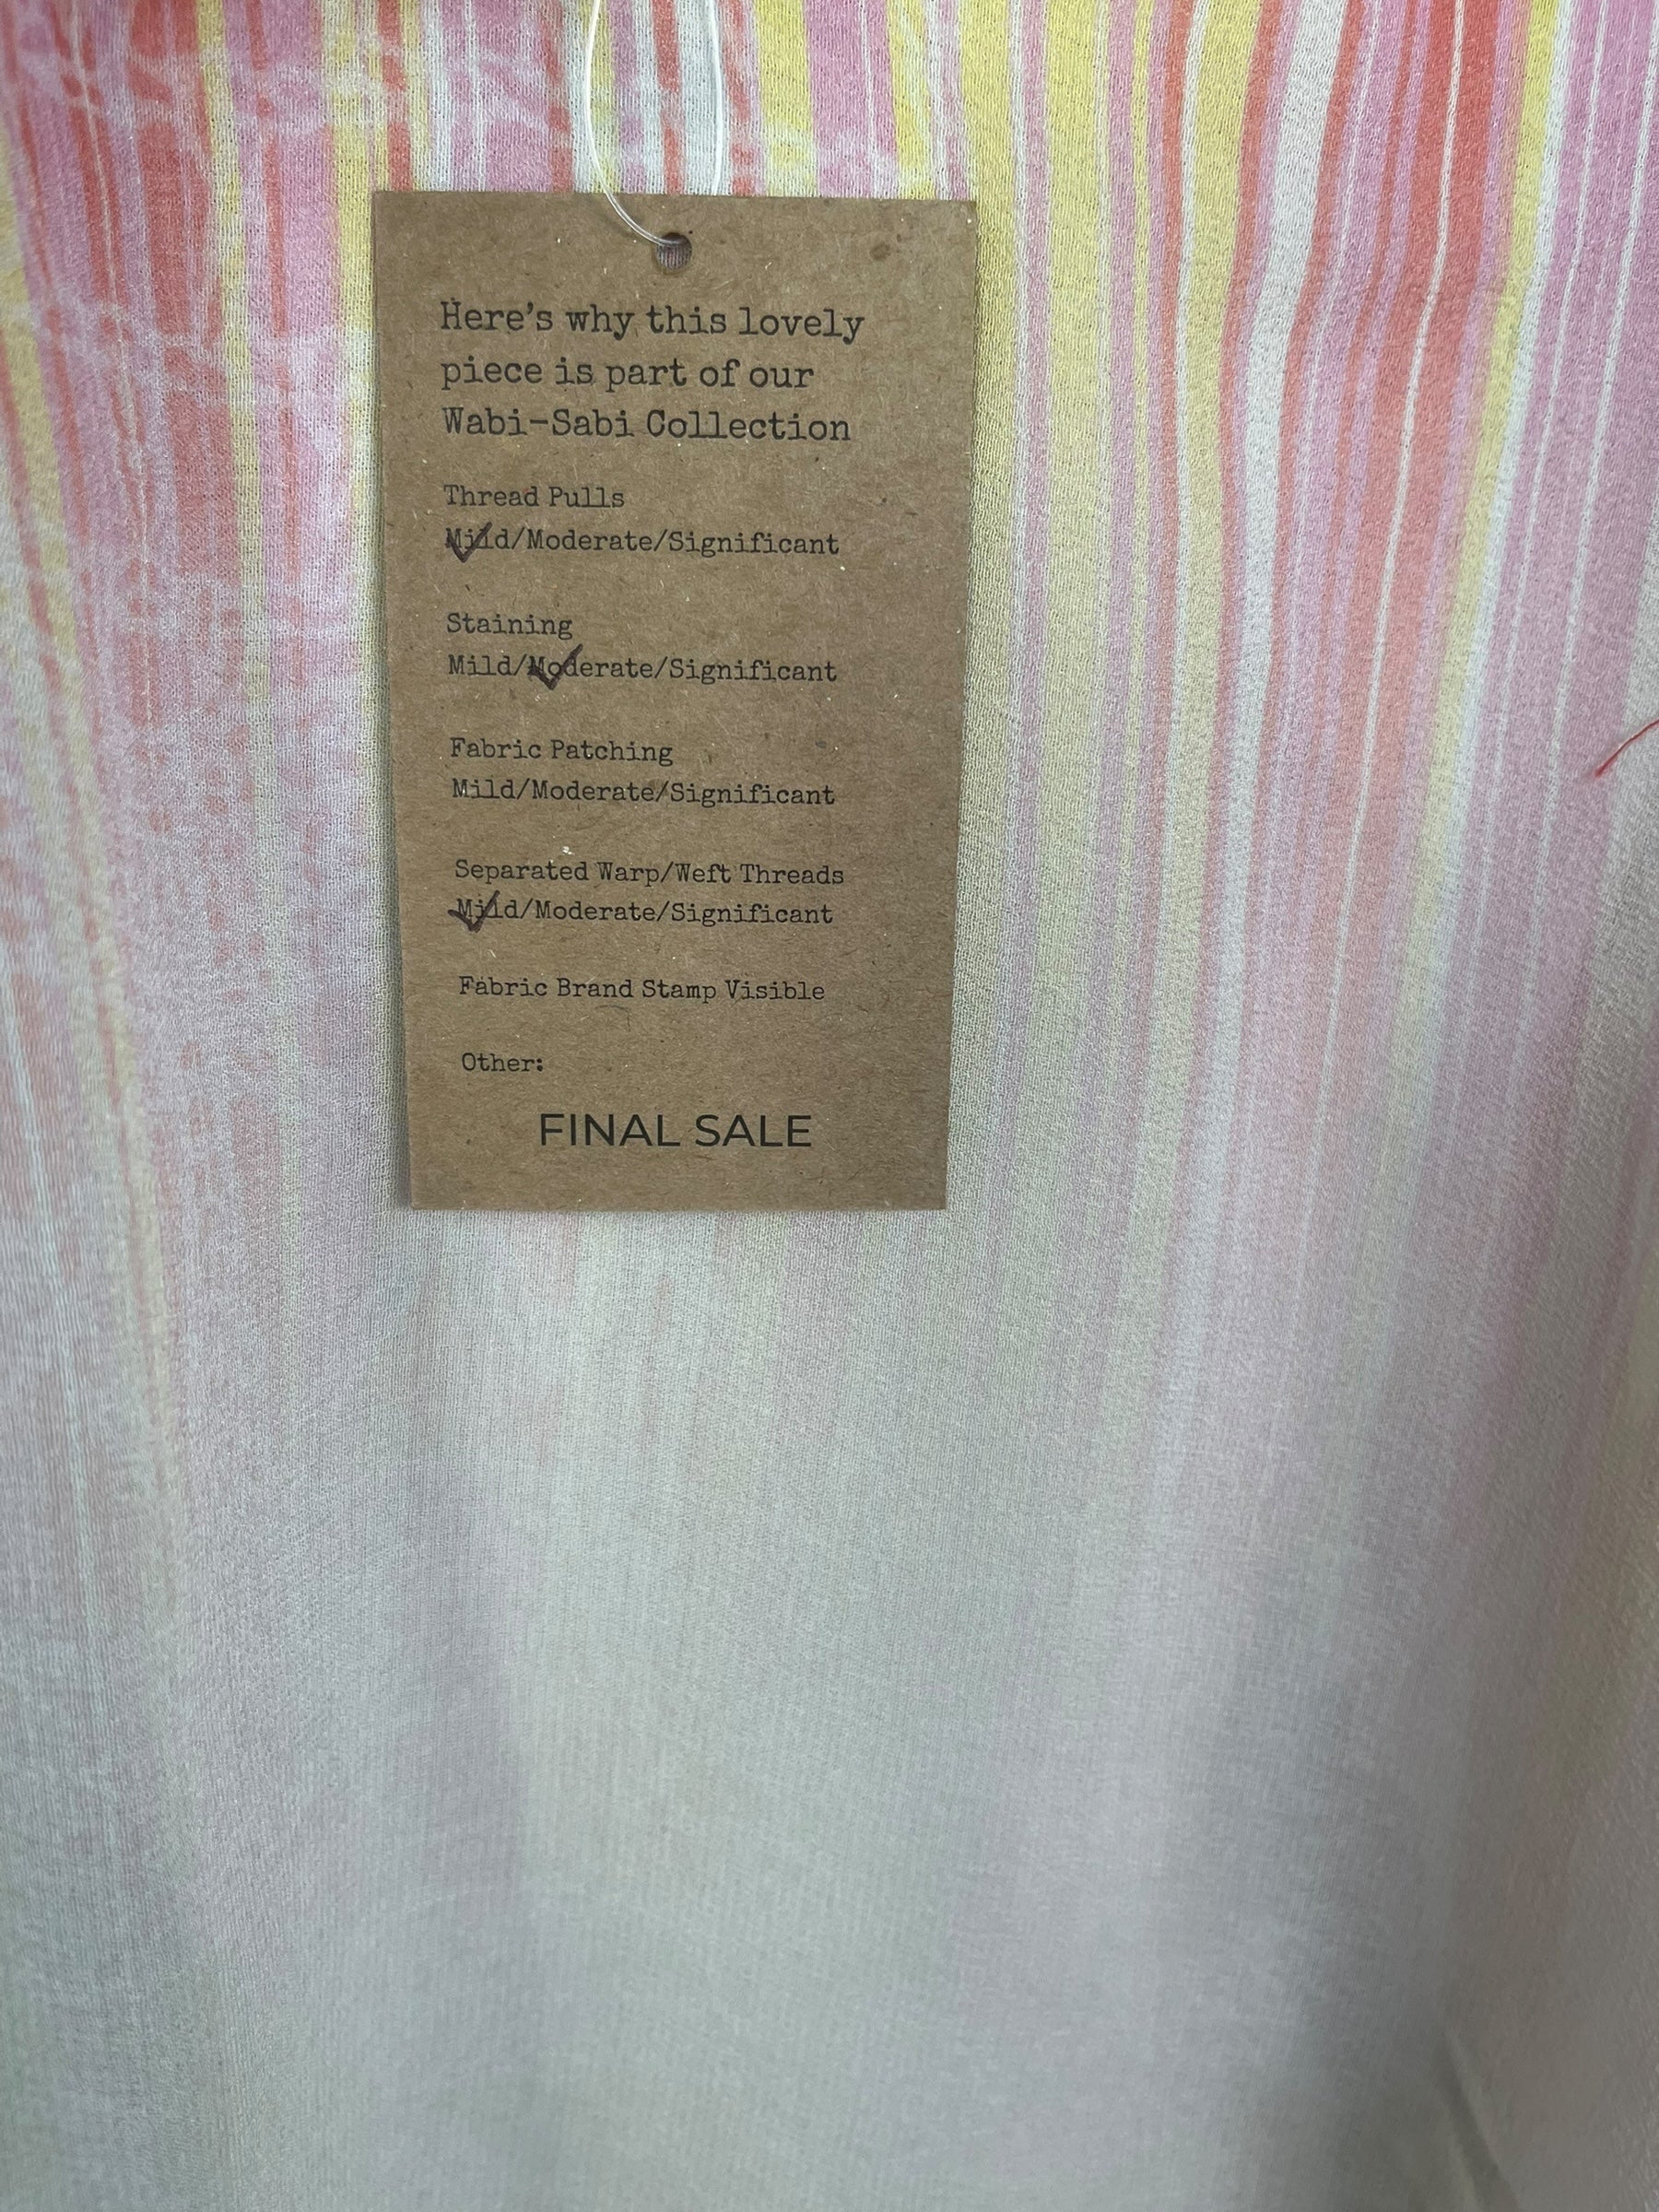 Here's why this lovely
piece is part of our
Wabi-Sabi Collection
Thread Pulls
Mild/Moderate/Significant
Staining
Mild/Moderate/Significant
Fabric Patching
Mild/Moderate/Significant
Separated Warp/Weft Threads
Mild/Moderate/Significant
Fabric Brand Stamp Visible
Other:
FINAL SALE